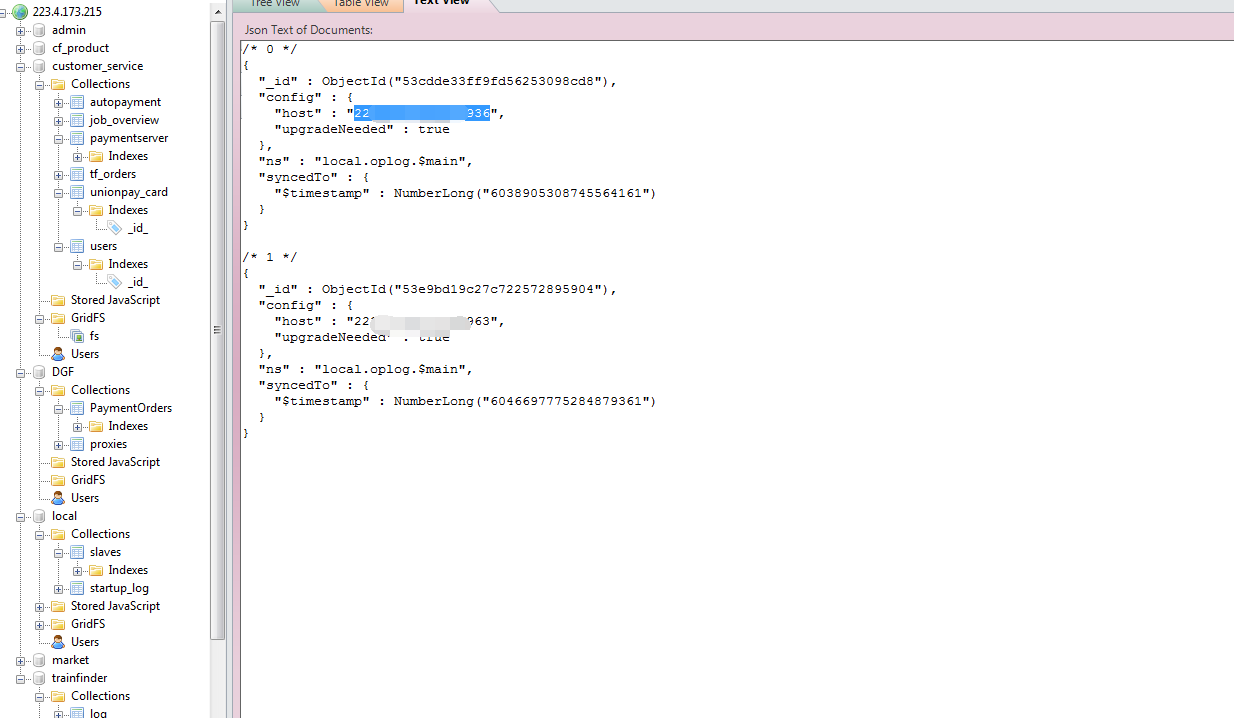 223.4.173.215
admin
cf_product
customer_service
Collections
autopayment
job_overview
paymentserver
Indexes
tf_orders
unionpay_card
Indexes
_id_
users
Indexes
_id_
Stored JavaScript
GridFS
fs
Users
DGF
Collections
PaymentOrders
Indexes
proxies
Stored JavaScript
GridFS
Users
local
Collections
slaves
Indexes
startup_log
Stored JavaScript
GridFS
Users
market
trainfinder
Collections
log
Tree View Table View Text View
Json Text of Documents:
/* 0 */
{
"_id" : ObjectId("53cdde33ff9fd56253098cd8"),
"config" : {
"host" : "22 936",
"upgradeNeeded" : true
},
"ns" : "local.oplog.$main",
"syncedTo" : {
"$timestamp" : NumberLong("6038905308745564161")
}
}
/* 1 */
{
"_id" : ObjectId("53e9bd19c27c722572895904"),
"config" : {
"host" : "22 963",
"upgradeNeeded" : true
},
"ns" : "local.oplog.$main",
"syncedTo" : {
"$timestamp" : NumberLong("6046697775284879361")
}
}